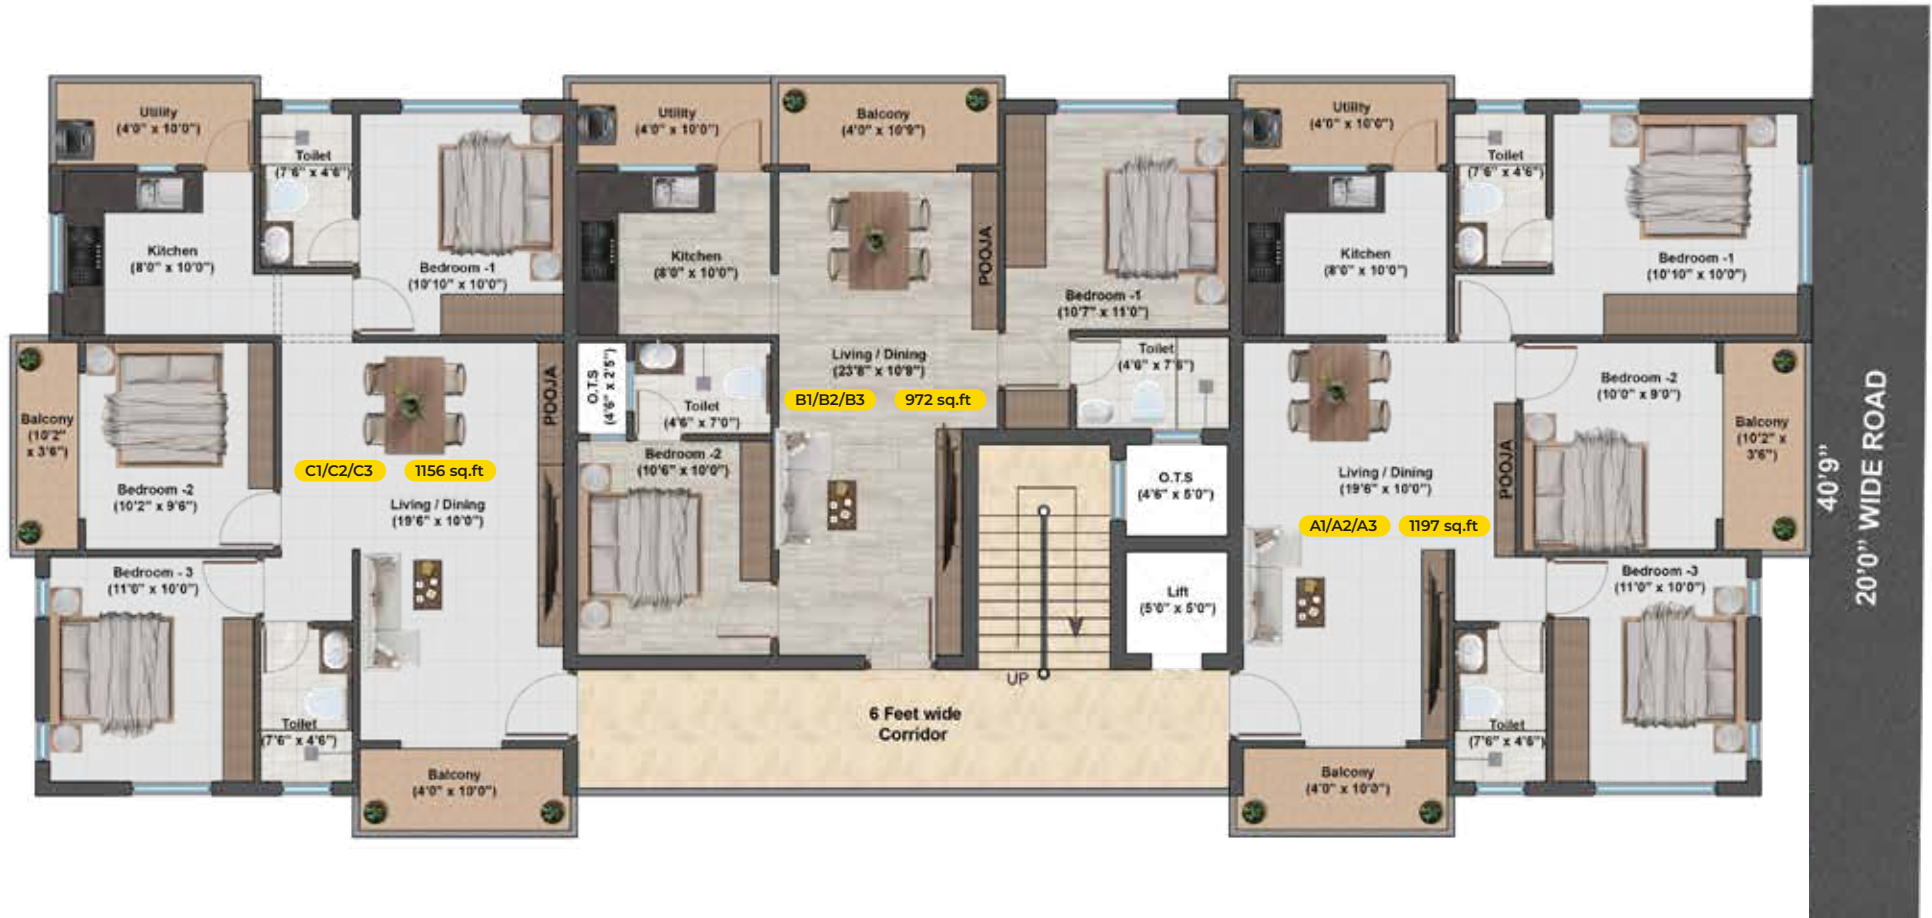 Utility
(4'0" x 10'0")
Toilet
(7'6" x 4'6")
Bedroom -1
(10'10" x 10'0")
Kitchen
(8'0" x 10'0")
Balcony
(10'2"
x 3'6")
Bedroom -2
(10'2" x 9'6")
C1/C2/C3
1156 sq.ft
Living / Dining
(19'6" x 10'0")
POOJA
Bedroom - 3
(11'0" x 10'0")
Toilet
(7'6" x 4'6")
Balcony
(4'0" x 10'0")
Utility
(4'0" x 10'0")
Balcony
(4'0" x 10'9")
Kitchen
(8'0" x 10'0")
POOJA
Bedroom -1
(10'7" x 11'0")
O.T.S
(4'6" x 2'5")
Toilet
(4'6" x 7'0")
Living / Dining
(23'8" x 10'9")
B1/B2/B3
972 sq.ft
Toilet
(4'6" x 7'6")
Bedroom -2
(10'6" x 10'0")
O.T.S
(4'6" x 5'0")
Lift
(5'0" x 5'0")
UP
6 Feet wide
Corridor
Utility
(4'0" x 10'0")
Toilet
(7'6" x 4'6")
Kitchen
(8'0" x 10'0")
Bedroom -1
(10'10" x 10'0")
Bedroom -2
(10'0" x 9'0")
Balcony
(10'2" x
3'6")
Living / Dining
(19'6" x 10'0")
POOJA
A1/A2/A3
1197 sq.ft
Bedroom -3
(11'0" x 10'0")
Toilet
(7'6" x 4'6")
Balcony
(4'0" x 10'0")
40'9"
20'0" WIDE ROAD